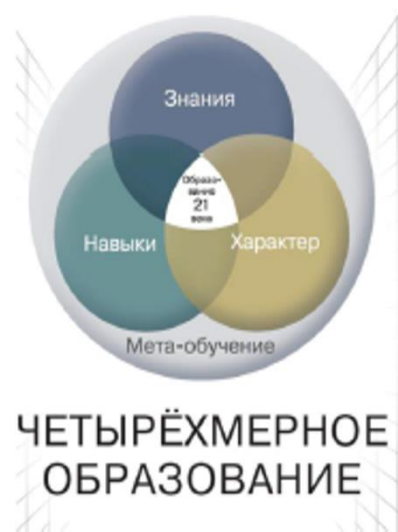 Знания
Образо-
вание
21
века
Навыки
Характер
Мета-обучение
ЧЕТЫРЁХМЕРНОЕ
ОБРАЗОВАНИЕ